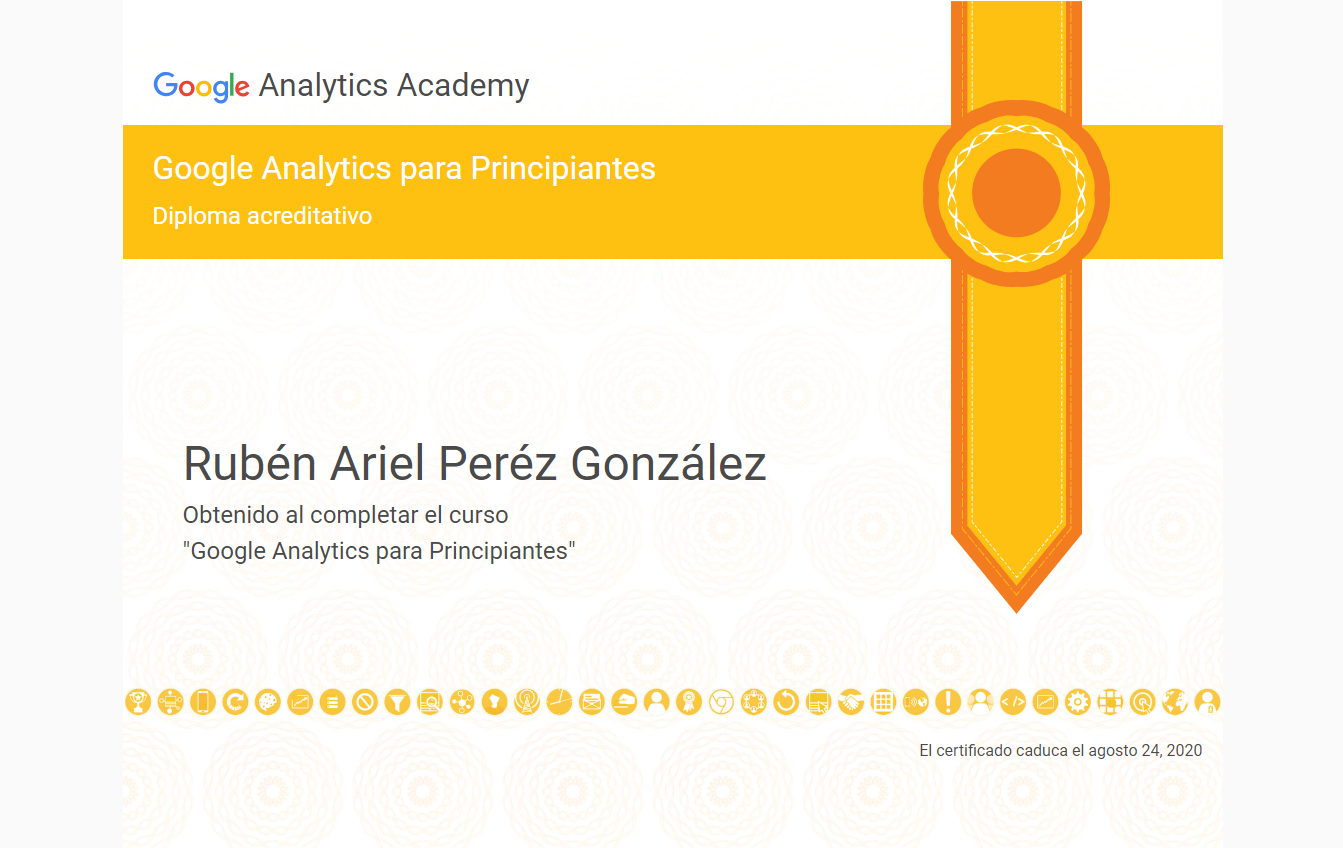 Google Analytics Academy
Google Analytics para Principiantes
Diploma acreditativo
Rubén Ariel Peréz González
Obtenido al completar el curso
"Google Analytics para Principiantes"
El certificado caduca el agosto 24, 2020